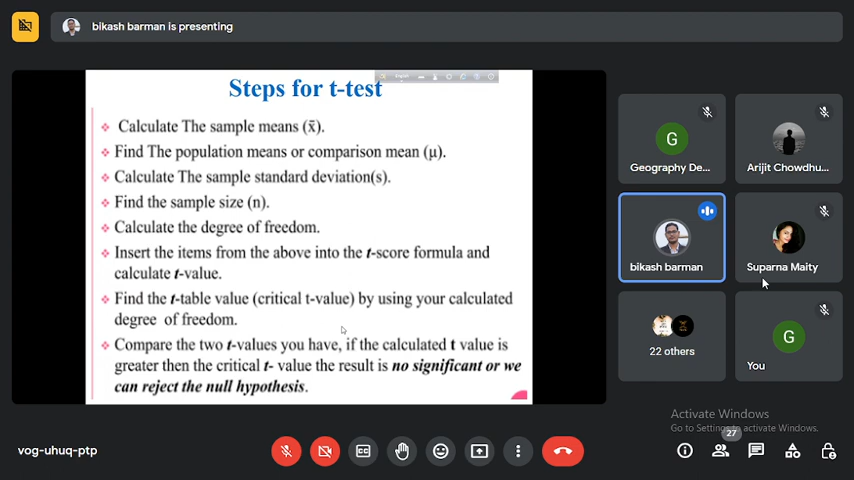 bikash barman is presenting
English
Steps for t-test
Calculate The sample means (x̄).
Find The population means or comparison mean (μ).
Calculate The sample standard deviation(s).
Find the sample size (n).
Calculate the degree of freedom.
Insert the items from the above into the t-score formula and
calculate t-value.
Find the t-table value (critical t-value) by using your calculated
degree of freedom.
Compare the two t-values you have, if the calculated t value is
greater then the critical t- value the result is no significant or we
can reject the null hypothesis.
G
Geography De...
Arijit Chowdhu...
bikash barman
Suparna Maity
22 others
G
You
Activate Windows
Go to Settings to activate Windows.
27
vog-uhuq-ptp